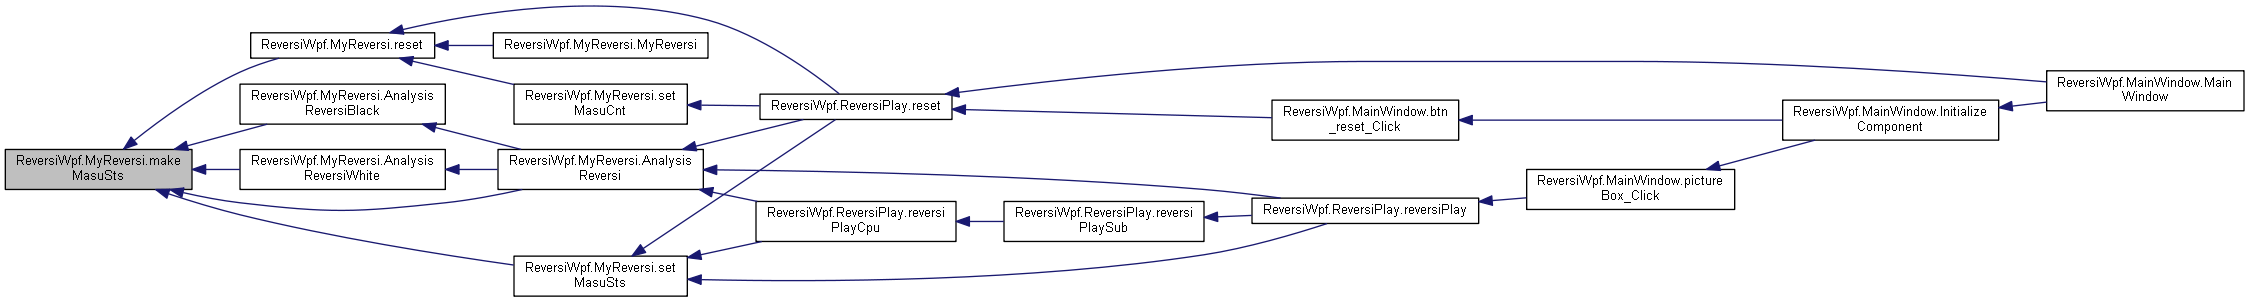 ReversiWpf.MyReversi.make
MasuSts
ReversiWpf.MyReversi.reset
ReversiWpf.MyReversi.Analysis
ReversiBlack
ReversiWpf.MyReversi.Analysis
ReversiWhite
ReversiWpf.MyReversi.MyReversi
ReversiWpf.MyReversi.set
MasuCnt
ReversiWpf.MyReversi.Analysis
Reversi
ReversiWpf.MyReversi.set
MasuSts
ReversiWpf.ReversiPlay.reset
ReversiWpf.ReversiPlay.reversi
PlayCpu
ReversiWpf.ReversiPlay.reversi
PlaySub
ReversiWpf.MainWindow.btn
_reset_Click
ReversiWpf.ReversiPlay.reversiPlay
ReversiWpf.MainWindow.picture
Box_Click
ReversiWpf.MainWindow.Initialize
Component
ReversiWpf.MainWindow.Main
Window